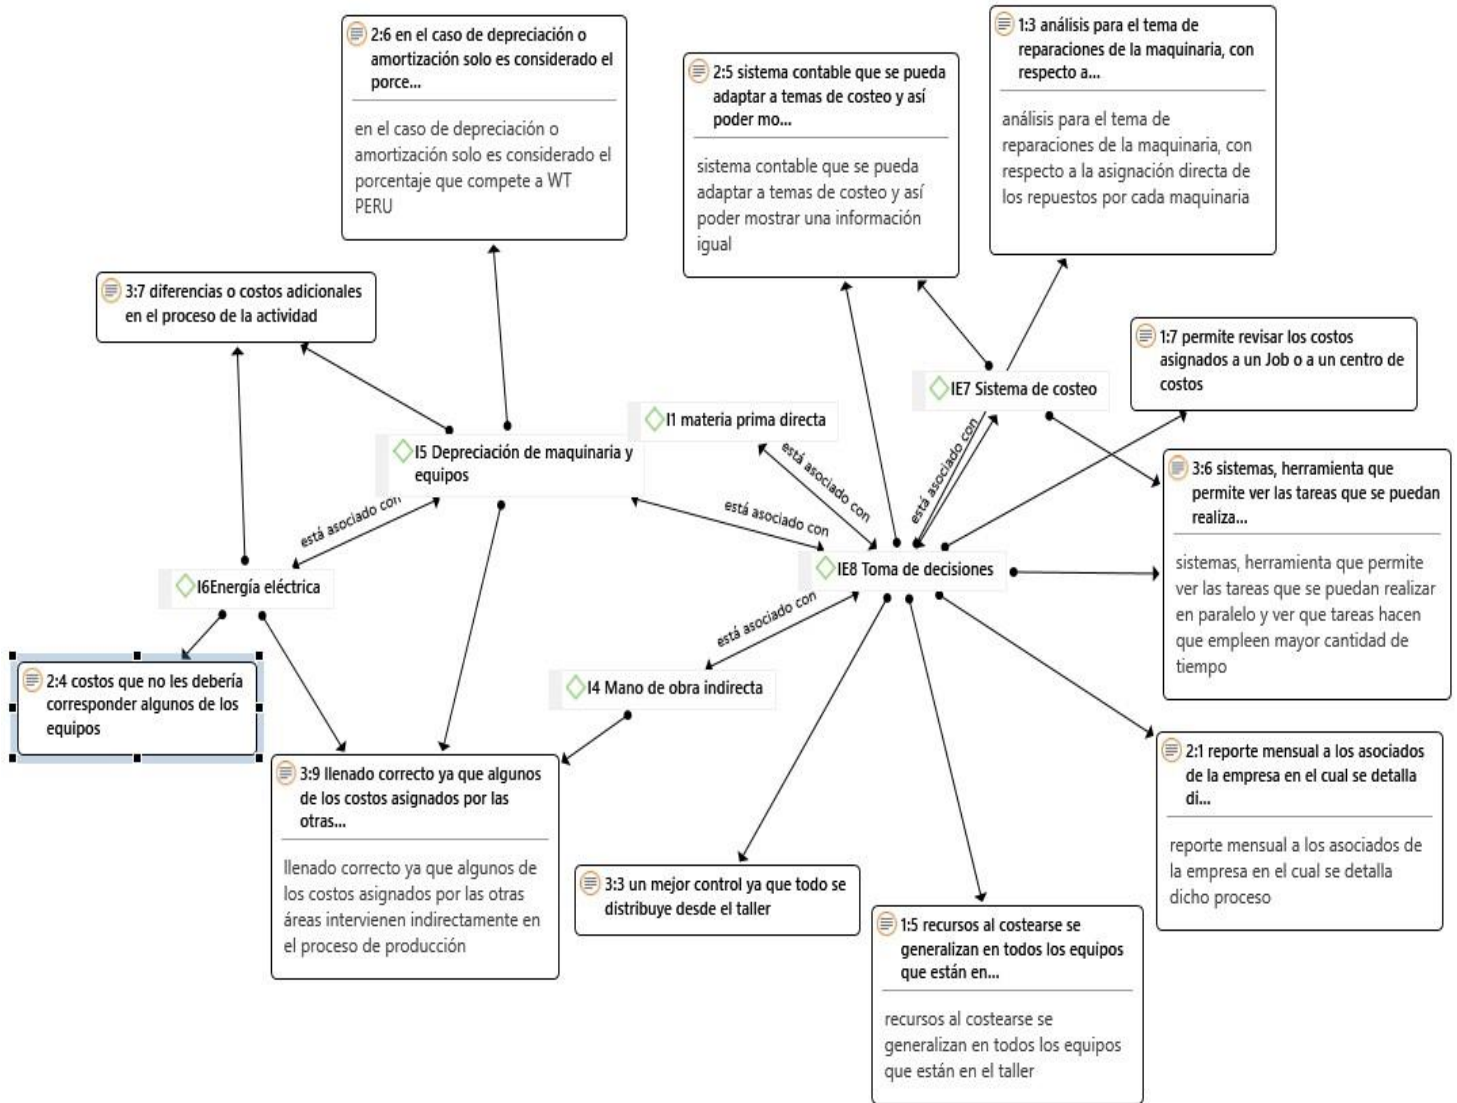 2:6 en el caso de depreciación o
amortización solo es considerado el
porce...
en el caso de depreciación o
amortización solo es considerado el
porcentaje que compete a WT
PERU
2:5 sistema contable que se pueda
adaptar a temas de costeo y así
poder mo...
sistema contable que se pueda
adaptar a temas de costeo y así
poder mostrar una información
igual
1:3 análisis para el tema de
reparaciones de la maquinaria, con
respecto a...
análisis para el tema de
reparaciones de la maquinaria, con
respecto a la asignación directa de
los repuestos por cada maquinaria
3:7 diferencias o costos adicionales
en el proceso de la actividad
1:7 permite revisar los costos
asignados a un Job o a un centro de
costos
IE7 Sistema de costeo
I1 materia prima directa
I5 Depreciación de maquinaria y
equipos
está asociado con
está asociado con
está asociado con
está asociado con
3:6 sistemas, herramienta que
permite ver las tareas que se puedan
realiza...
sistemas, herramienta que permite
ver las tareas que se puedan realizar
en paralelo y ver que tareas hacen
que empleen mayor cantidad de
tiempo
IE8 Toma de decisiones
I6Energía eléctrica
está asociado con
I4 Mano de obra indirecta
2:4 costos que no les debería
corresponder algunos de los
equipos
3:9 llenado correcto ya que algunos
de los costos asignados por las
otras...
llenado correcto ya que algunos de
los costos asignados por las otras
áreas intervienen indirectamente en
el proceso de producción
2:1 reporte mensual a los asociados
de la empresa en el cual se detalla
di...
reporte mensual a los asociados de
la empresa en el cual se detalla
dicho proceso
3:3 un mejor control ya que todo se
distribuye desde el taller
1:5 recursos al costearse se
generalizan en todos los equipos
que están en...
recursos al costearse se
generalizan en todos los equipos
que están en el taller